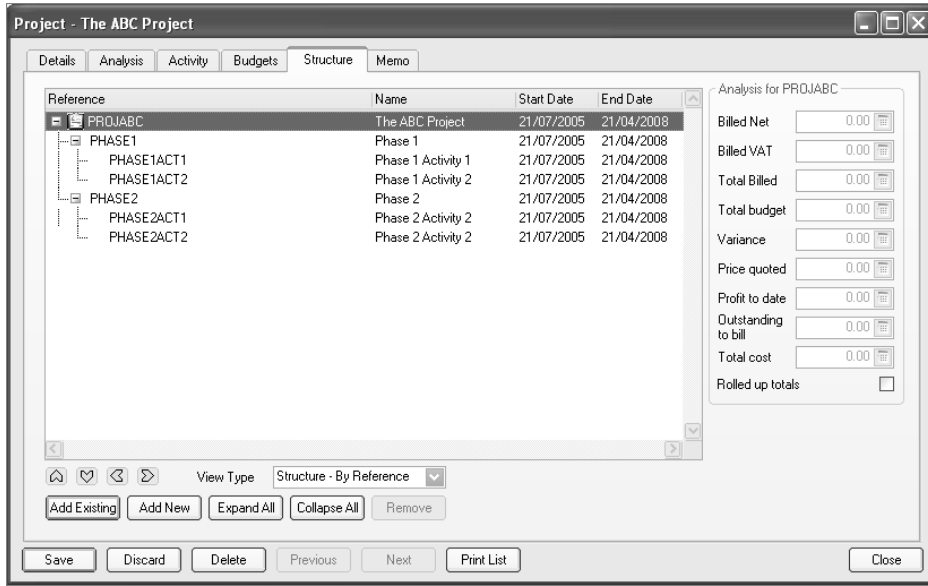 Project - The ABC Project
Details Analysis Activity Budgets Structure Memo
Reference Name Start Date End Date
PROJABC The ABC Project 21/07/2005 21/04/2008
PHASE1 Phase 1 21/07/2005 21/04/2008
PHASE1ACT1 Phase 1 Activity 1 21/07/2005 21/04/2008
PHASE1ACT2 Phase 1 Activity 2 21/07/2005 21/04/2008
PHASE2 Phase 2 21/07/2005 21/04/2008
PHASE2ACT1 Phase 2 Activity 2 21/07/2005 21/04/2008
PHASE2ACT2 Phase 2 Activity 2 21/07/2005 21/04/2008
Analysis for PROJABC
Billed Net 0.00
Billed VAT 0.00
Total Billed 0.00
Total budget 0.00
Variance 0.00
Price quoted 0.00
Profit to date 0.00
Outstanding
to bill 0.00
Total cost 0.00
Rolled up totals
View Type Structure - By Reference
Add Existing Add New Expand All Collapse All Remove
Save Discard Delete Previous Next Print List Close